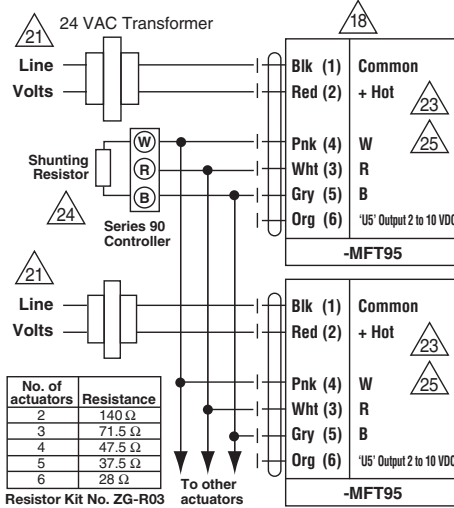 21 24 VAC Transformer
18
Line
Volts
Blk (1) Common
Red (2) + Hot
23
Pnk (4) W
25
Wht (3) R
Gry (5) B
Org (6) 'U5' Output 2 to 10 VDC
-MFT95
W
R
B
Shunting
Resistor
24
Series 90
Controller
21
Line
Volts
Blk (1) Common
Red (2) + Hot
23
Pnk (4) W
25
Wht (3) R
Gry (5) B
Org (6) 'U5' Output 2 to 10 VDC
-MFT95
No. of
actuators Resistance
2 140 Ω
3 71.5 Ω
4 47.5 Ω
5 37.5 Ω
6 28 Ω
Resistor Kit No. ZG-R03
To other
actuators